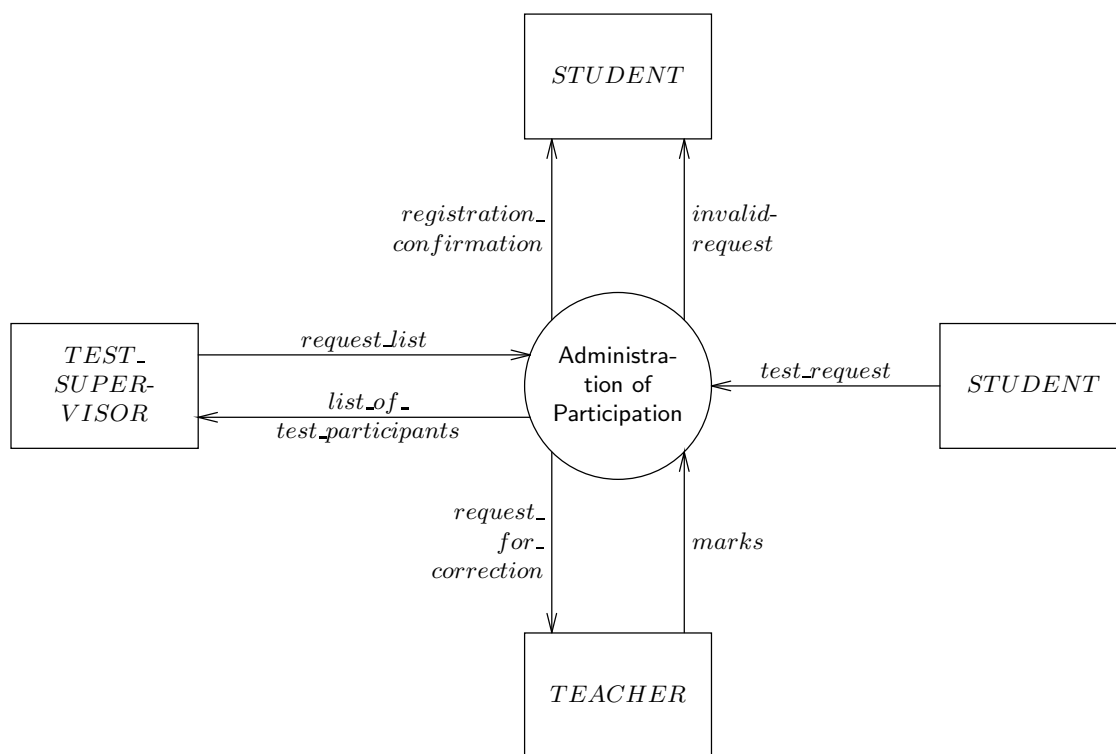 STUDENT
registration_
confirmation
invalid-
request
TEST_
SUPER-
VISOR
request_list
list_of_
test_participants
Administra-
tion of
Participation
test_request
STUDENT
request_
for_
correction
marks
TEACHER